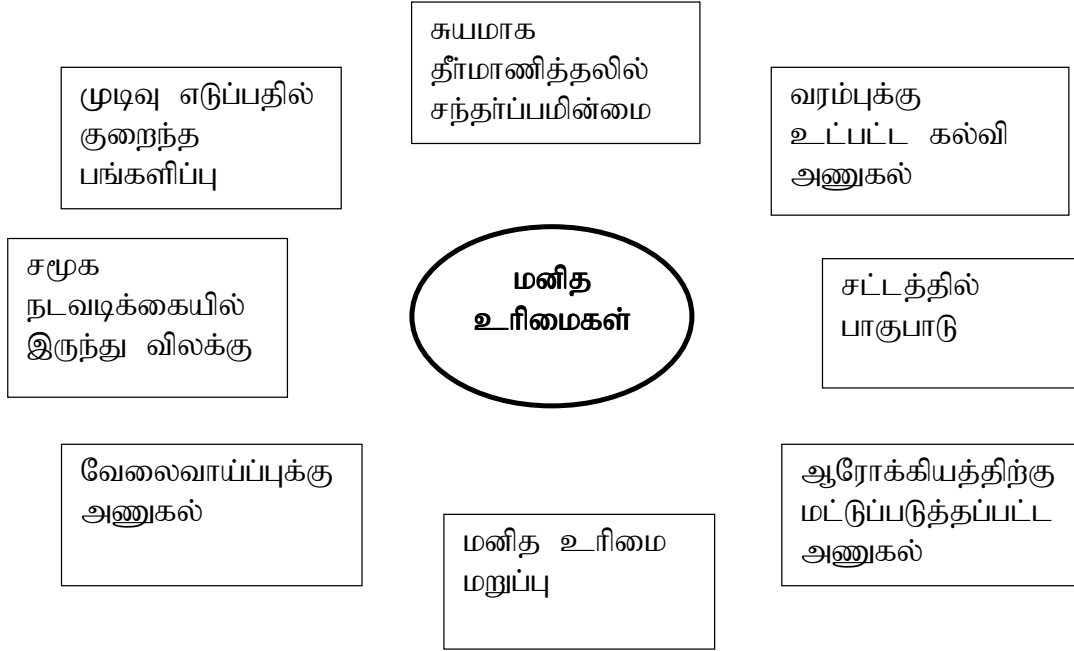 சுயமாக
தீர்மாணித்தலில்
சந்தர்ப்பமின்மை
முடிவு எடுப்பதில்
குறைந்த
பங்களிப்பு
வரம்புக்கு
உட்பட்ட கல்வி
அணுகல்
சமூக
நடவடிக்கையில்
இருந்து விலக்கு
மனித
உரிமைகள்
சட்டத்தில்
பாகுபாடு
வேலைவாய்ப்புக்கு
அணுகல்
மனித உரிமை
மறுப்பு
ஆரோக்கியத்திற்கு
மட்டுப்படுத்தப்பட்ட
அணுகல்